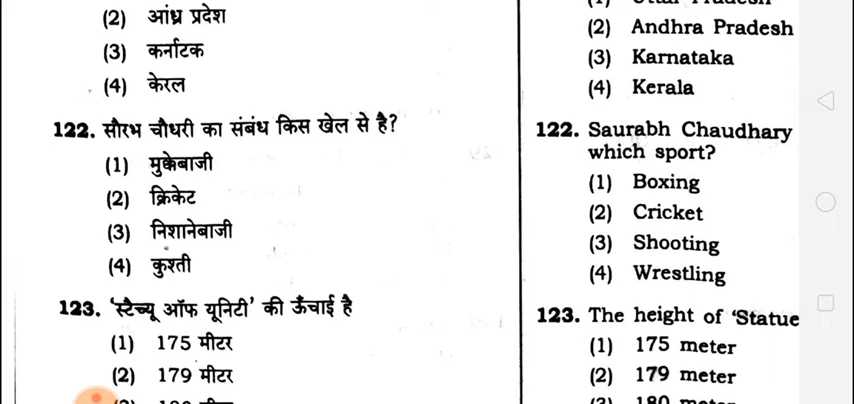 (2) आंध्र प्रदेश
(3) कर्नाटक
(4) केरल
122. सौरभ चौधरी का संबंध किस खेल से है?
(1) मुक्केबाजी
(2) क्रिकेट
(3) निशानेबाजी
(4) कुश्ती
123. 'स्टैच्यू ऑफ यूनिटी' की ऊँचाई है
(1) 175 मीटर
(2) 179 मीटर
(2) Andhra Pradesh
(3) Karnataka
(4) Kerala
122. Saurabh Chaudhary
which sport?
(1) Boxing
(2) Cricket
(3) Shooting
(4) Wrestling
123. The height of 'Statue
(1) 175 meter
(2) 179 meter